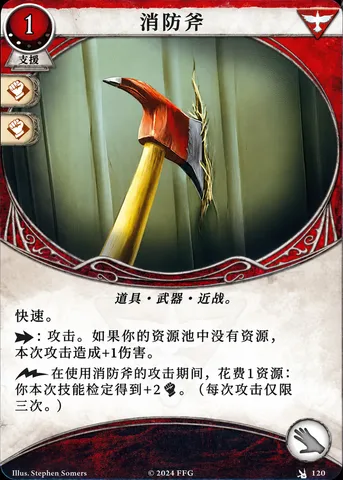 1
消防斧
支援
道具·武器·近战。
快速。
：攻击。如果你的资源池中没有资源，
本次攻击造成+1伤害。
在使用消防斧的攻击期间，花费1资源：
你本次技能检定得到+2。（每次攻击仅限
三次。）
Illus. Stephen Somers
© 2024 FFG
120